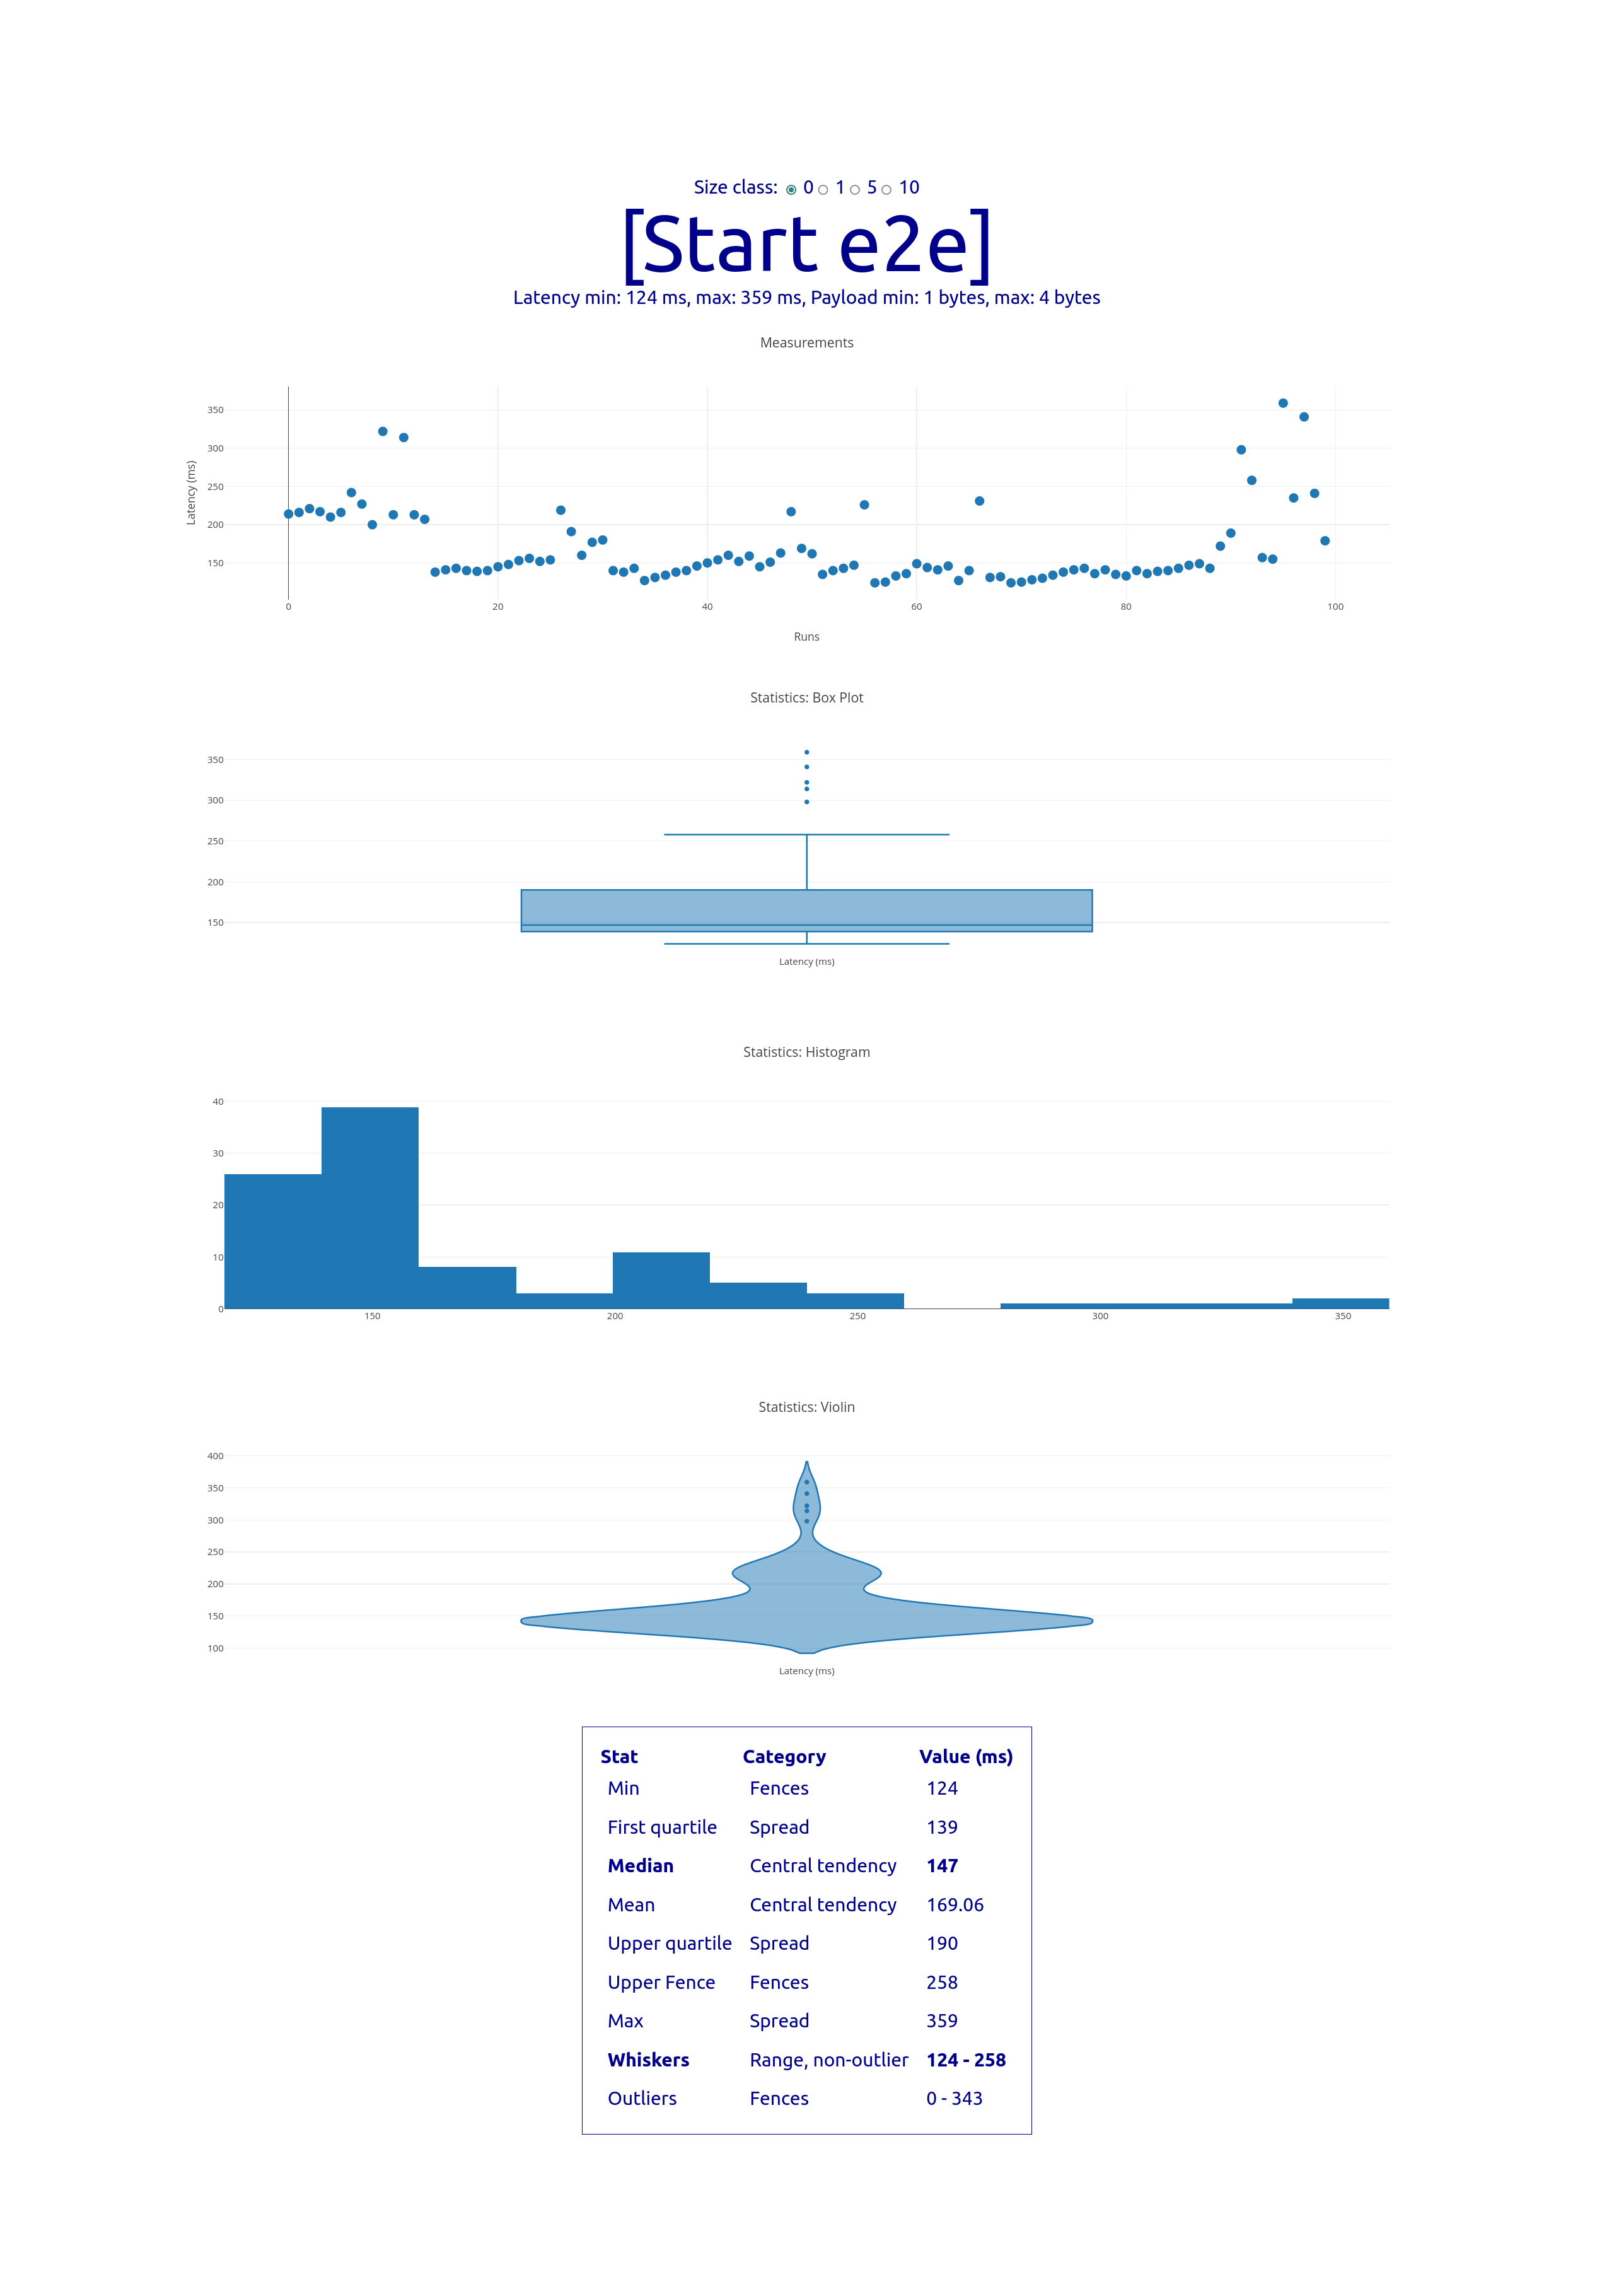 Size class: 0 1 5 10
[Start e2e]
Latency min: 124 ms, max: 359 ms, Payload min: 1 bytes, max: 4 bytes
Measurements
350
300
250
200
150
Latency (ms)
0 20 40 60 80 100
Runs
Statistics: Box Plot
350
300
250
200
150
Latency (ms)
Statistics: Histogram
40
30
20
10
0
150 200 250 300 350
Statistics: Violin
400
350
300
250
200
150
100
Latency (ms)
Stat Category Value (ms)
Min Fences 124
First quartile Spread 139
Median Central tendency 147
Mean Central tendency 169.06
Upper quartile Spread 190
Upper Fence Fences 258
Max Spread 359
Whiskers Range, non-outlier 124 - 258
Outliers Fences 0 - 343